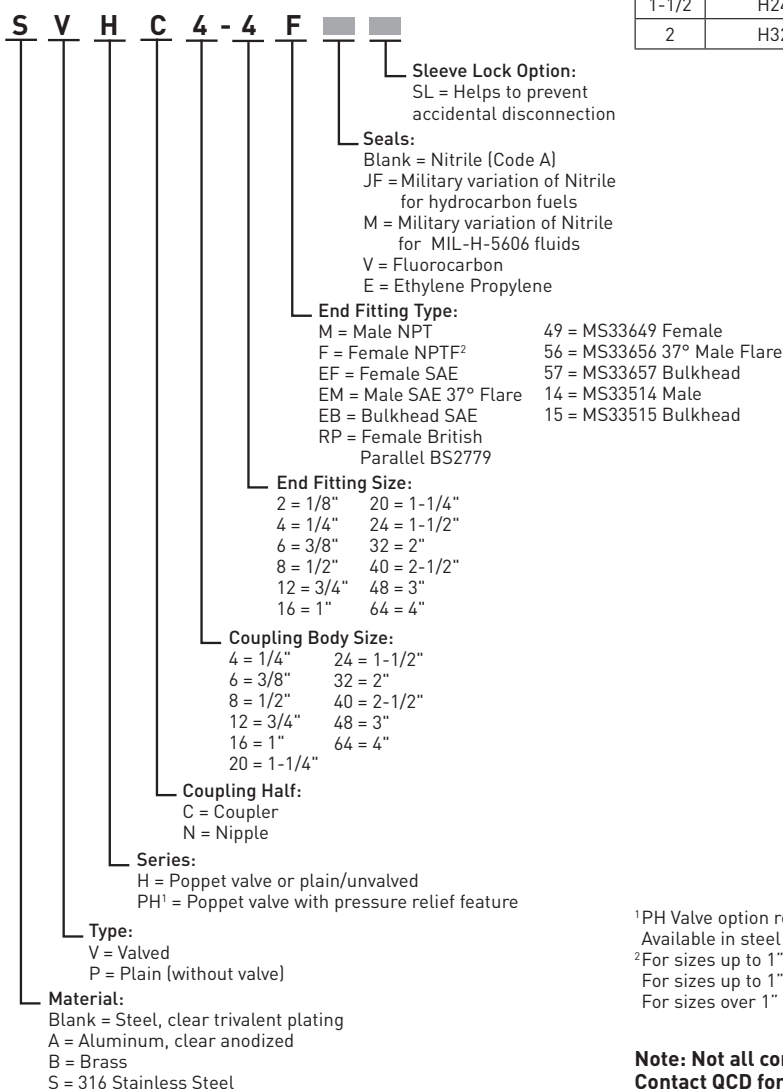 S V H C 4 - 4 F
1-1/2 H24
2 H32
Sleeve Lock Option:
SL = Helps to prevent
accidental disconnection
Seals:
Blank = Nitrile (Code A)
JF = Military variation of Nitrile
for hydrocarbon fuels
M = Military variation of Nitrile
for MIL-H-5606 fluids
V = Fluorocarbon
E = Ethylene Propylene
End Fitting Type:
M = Male NPT 49 = MS33649 Female
F = Female NPTF² 56 = MS33656 37° Male Flare
EF = Female SAE 57 = MS33657 Bulkhead
EM = Male SAE 37° Flare 14 = MS33514 Male
EB = Bulkhead SAE 15 = MS33515 Bulkhead
RP = Female British
Parallel BS2779
End Fitting Size:
2 = 1/8" 20 = 1-1/4"
4 = 1/4" 24 = 1-1/2"
6 = 3/8" 32 = 2"
8 = 1/2" 40 = 2-1/2"
12 = 3/4" 48 = 3"
16 = 1" 64 = 4"
Coupling Body Size:
4 = 1/4" 24 = 1-1/2"
6 = 3/8" 32 = 2"
8 = 1/2" 40 = 2-1/2"
12 = 3/4" 48 = 3"
16 = 1" 64 = 4"
20 = 1-1/4"
Coupling Half:
C = Coupler
N = Nipple
Series:
H = Poppet valve or plain/unvalved
PH¹ = Poppet valve with pressure relief feature
Type:
V = Valved
P = Plain (without valve)
Material:
Blank = Steel, clear trivalent plating
A = Aluminum, clear anodized
B = Brass
S = 316 Stainless Steel
¹PH Valve option
Available in steel
²For sizes up to 1"
For sizes up to 1"
For sizes over 1"
Note: Not all
Contact QCD for